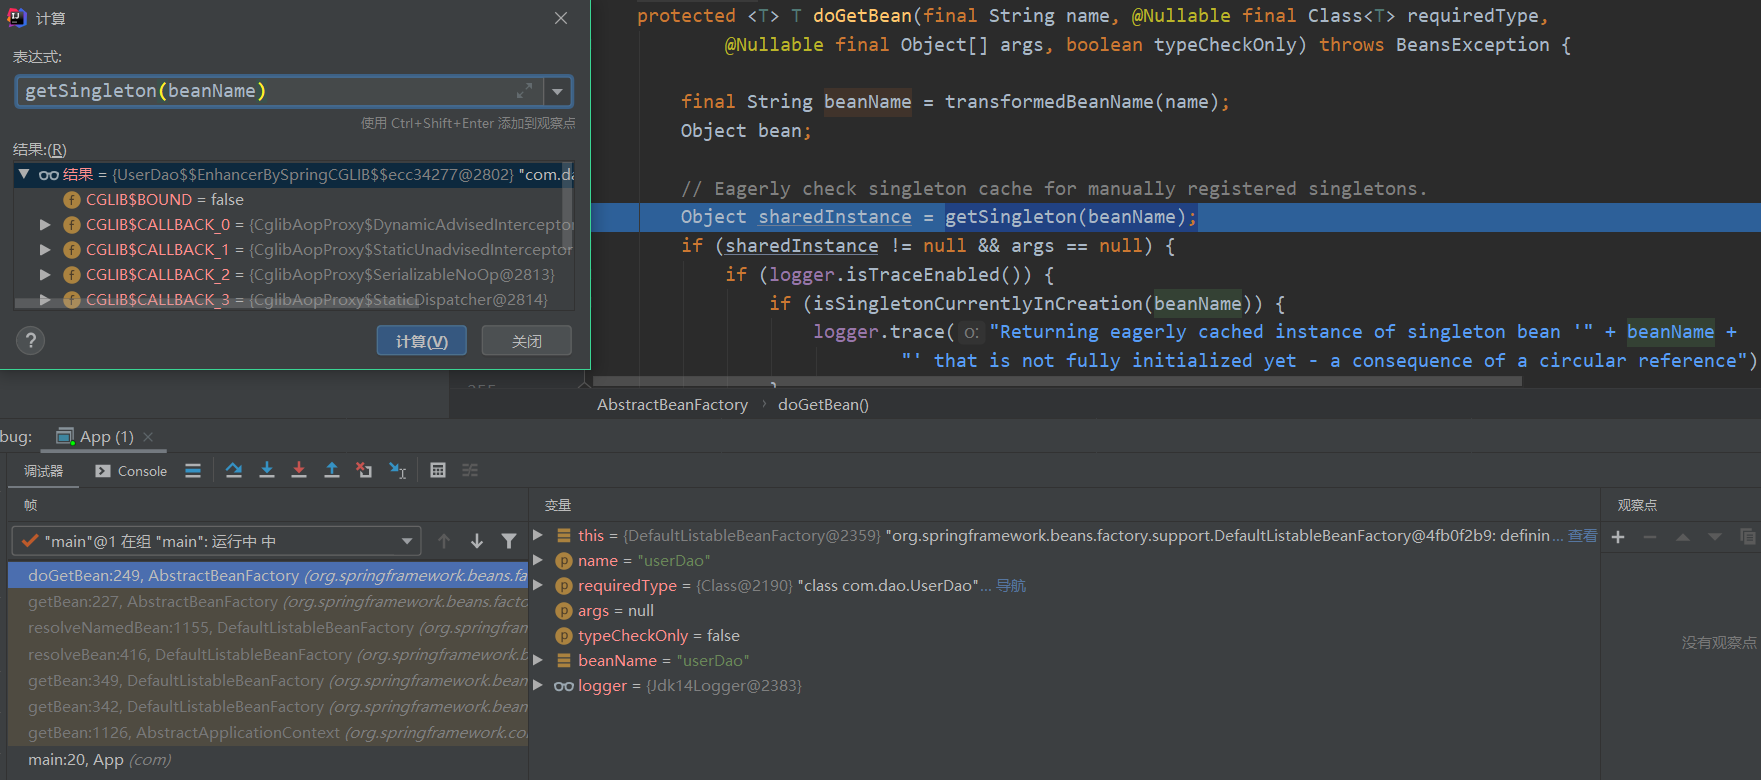 计算
表达式:
getSingleton(beanName)
使用 Ctrl+Shift+Enter 添加到观察点
结果:(R)
结果 = {UserDao$$EnhancerBySpringCGLIB$$ecc34277@2802} "com.da
CGLIB$BOUND = false
CGLIB$CALLBACK_0 = {CglibAopProxy$DynamicAdvisedInterceptor
CGLIB$CALLBACK_1 = {CglibAopProxy$StaticUnadvisedInterceptor
CGLIB$CALLBACK_2 = {CglibAopProxy$SerializableNoOp@2813}
CGLIB$CALLBACK_3 = {CglibAopProxy$StaticDispatcher@2814}
? 计算(V) 关闭
protected <T> T doGetBean(final String name, @Nullable final Class<T> requiredType,
@Nullable final Object[] args, boolean typeCheckOnly) throws BeansException {
final String beanName = transformedBeanName(name);
Object bean;
// Eagerly check singleton cache for manually registered singletons.
Object sharedInstance = getSingleton(beanName);
if (sharedInstance != null && args == null) {
if (logger.isTraceEnabled()) {
if (isSingletonCurrentlyInCreation(beanName)) {
logger.trace( o: "Returning eagerly cached instance of singleton bean '" + beanName +
"' that is not fully initialized yet - a consequence of a circular reference")
}
AbstractBeanFactory › doGetBean()
bug: App (1)
调试器 Console
帧
"main"@1 在组 "main": 运行中 中
doGetBean:249, AbstractBeanFactory (org.springframework.beans.fa
getBean:227, AbstractBeanFactory (org.springframework.beans.facto
resolveNamedBean:1155, DefaultListableBeanFactory (org.springfram
resolveBean:416, DefaultListableBeanFactory (org.springframework.b
getBean:349, DefaultListableBeanFactory (org.springframework.bean
getBean:342, DefaultListableBeanFactory (org.springframework.bean
getBean:1126, AbstractApplicationContext (org.springframework.co
main:20, App (com)
变量
this = {DefaultListableBeanFactory@2359} "org.springframework.beans.factory.support.DefaultListableBeanFactory@4fb0f2b9: definin ... 查看
name = "userDao"
requiredType = {Class@2190} "class com.dao.UserDao"... 导航
args = null
typeCheckOnly = false
beanName = "userDao"
logger = {Jdk14Logger@2383}
观察点
没有观察点